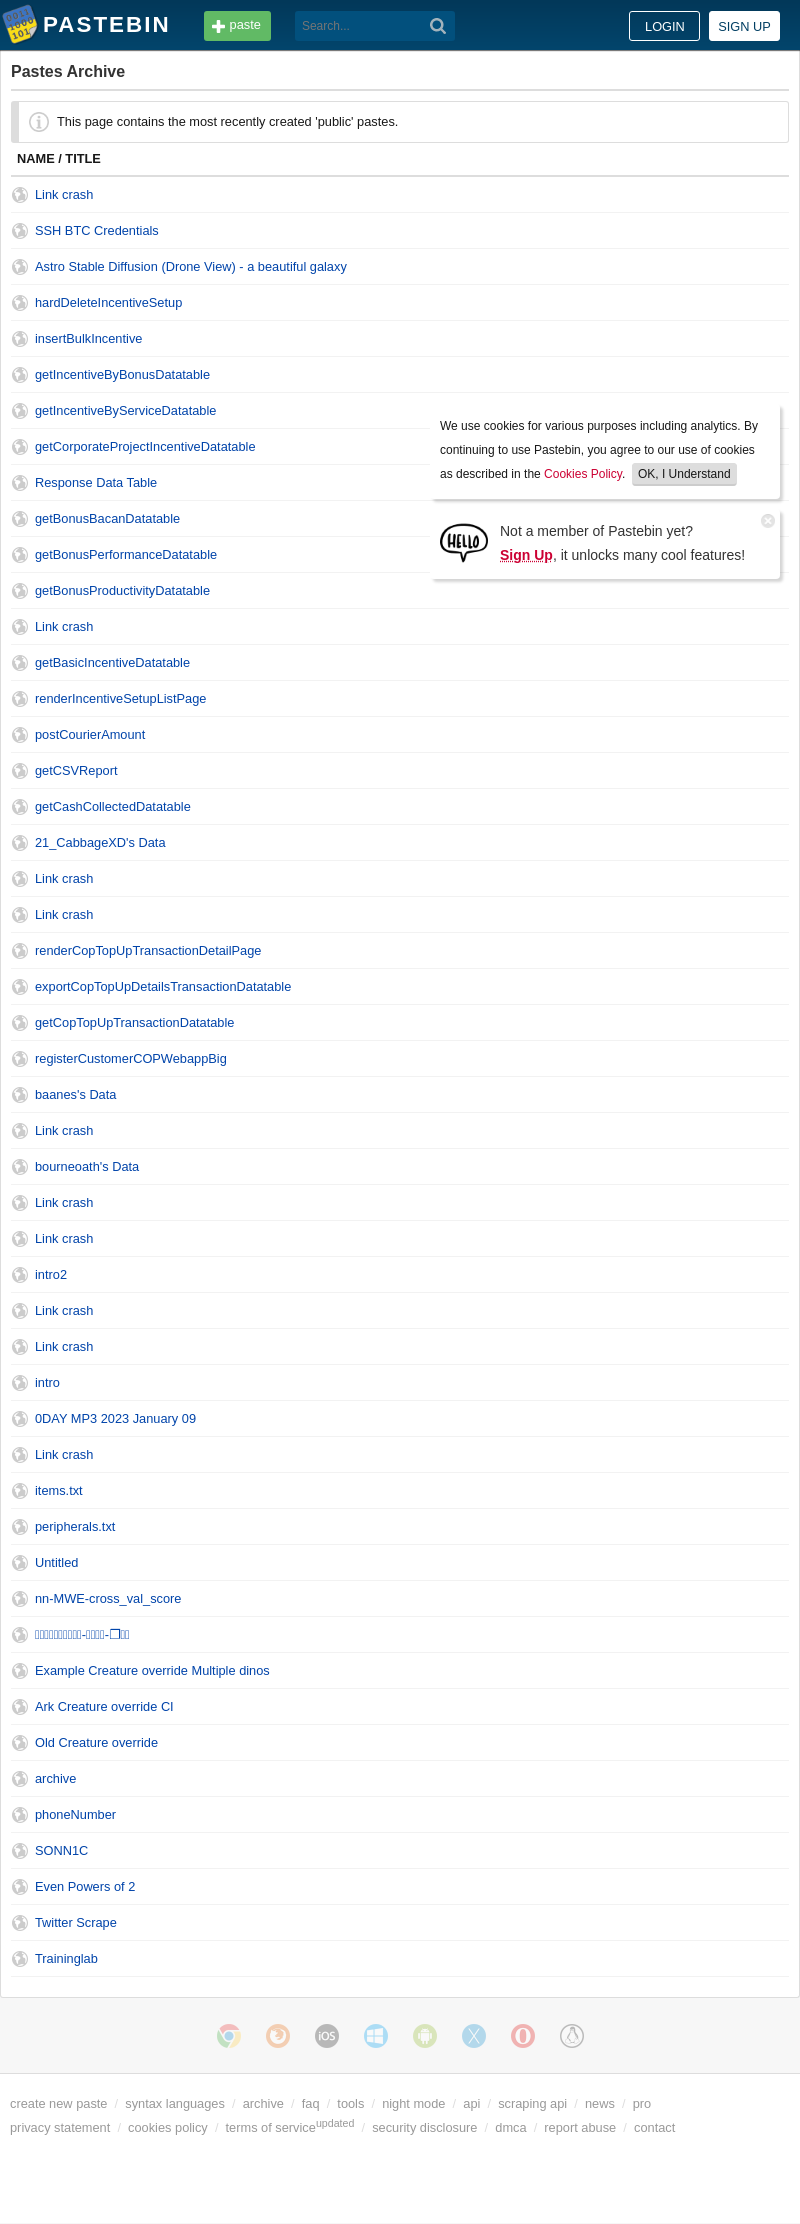 PASTEBIN
paste
Search...
LOGIN
SIGN UP
Pastes Archive
This page contains the most recently created 'public' pastes.
NAME / TITLE
Link crash
SSH BTC Credentials
Astro Stable Diffusion (Drone View) - a beautiful galaxy
hardDeleteIncentiveSetup
insertBulkIncentive
getIncentiveByBonusDatatable
getIncentiveByServiceDatatable
getCorporateProjectIncentiveDatatable
Response Data Table
getBonusBacanDatatable
getBonusPerformanceDatatable
getBonusProductivityDatatable
We use cookies for various purposes including analytics. By
continuing to use Pastebin, you agree to our use of cookies
as described in the Cookies Policy. OK, I Understand
HELLO
Not a member of Pastebin yet?
Sign Up, it unlocks many cool features!
Link crash
getBasicIncentiveDatatable
renderIncentiveSetupListPage
postCourierAmount
getCSVReport
getCashCollectedDatatable
21_CabbageXD's Data
Link crash
Link crash
renderCopTopUpTransactionDetailPage
exportCopTopUpDetailsTransactionDatatable
getCopTopUpTransactionDatatable
registerCustomerCOPWebappBig
baanes's Data
Link crash
bourneoath's Data
Link crash
Link crash
intro2
Link crash
Link crash
intro
0DAY MP3 2023 January 09
Link crash
items.txt
peripherals.txt
Untitled
nn-MWE-cross_val_score
Example Creature override Multiple dinos
Ark Creature override CI
Old Creature override
archive
phoneNumber
SONN1C
Even Powers of 2
Twitter Scrape
Traininglab
iOS
create new paste / syntax languages / archive / faq / tools / night mode / api / scraping api / news / pro
privacy statement / cookies policy / terms of service updated / security disclosure / dmca / report abuse / contact